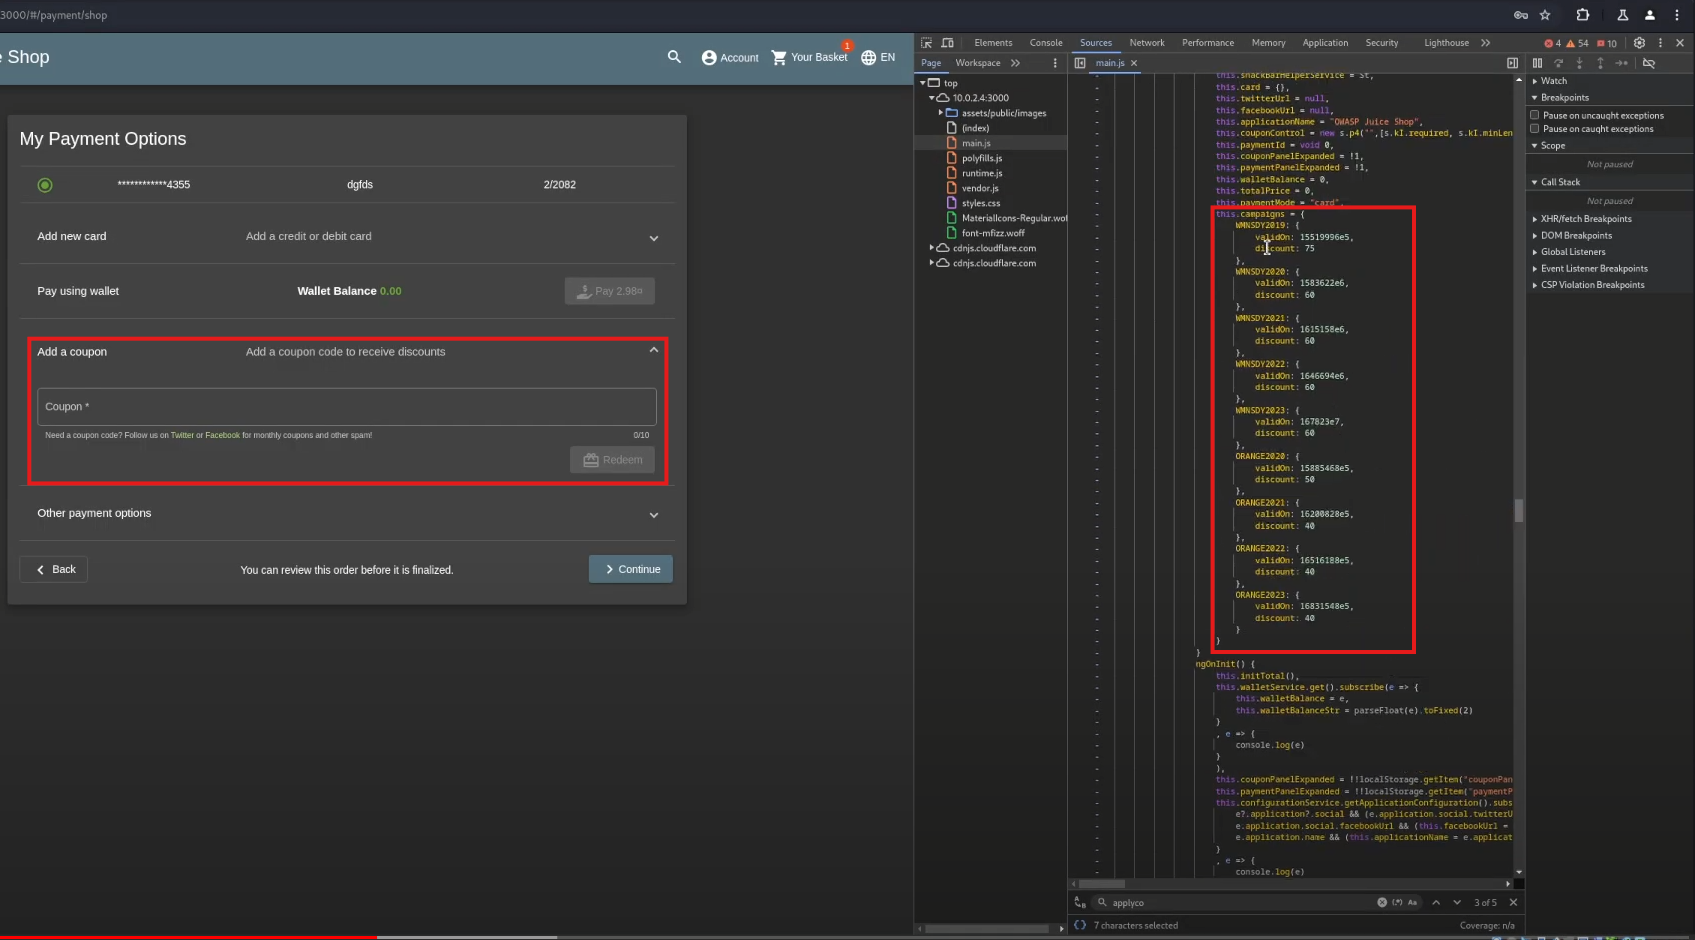 3000/#/payment/shop
e Shop
Account
Your Basket
1
EN
My Payment Options
************4355 dgfds 2/2082
Add new card Add a credit or debit card
Pay using wallet Wallet Balance 0.00 Pay 2.98¤
Add a coupon Add a coupon code to receive discounts
Coupon *
Need a coupon code? Follow us on Twitter or Facebook for monthly coupons and other spam! 0/10
Redeem
Other payment options
Back You can review this order before it is finalized. Continue
Elements Console Sources Network Performance Memory Application Security Lighthouse 4 54 10
Page Workspace
main.js
top
10.0.2.4:3000
assets/public/images
(index)
main.js
polyfills.js
runtime.js
vendor.js
styles.css
MaterialIcons-Regular.wof
font-mfizz.woff
cdnjs.cloudflare.com
cdnjs.cloudflare.com
this.snackBarHelperService = St,
this.card = {},
this.twitterUrl = null,
this.facebookUrl = null,
this.applicationName = "OWASP Juice Shop",
this.couponControl = new s.p4("",[s.kI.required, s.kI.minLen
this.paymentId = void 0,
this.couponPanelExpanded = !1,
this.paymentPanelExpanded = !1,
this.walletBalance = 0,
this.totalPrice = 0,
this.paymentMode = "card",
this.campaigns = {
WMNSDY2019: {
validOn: 15519996e5,
discount: 75
},
WMNSDY2020: {
validOn: 1583622e6,
discount: 60
},
WMNSDY2021: {
validOn: 1615158e6,
discount: 60
},
WMNSDY2022: {
validOn: 1646694e6,
discount: 60
},
WMNSDY2023: {
validOn: 167823e7,
discount: 60
},
ORANGE2020: {
validOn: 15885468e5,
discount: 50
},
ORANGE2021: {
validOn: 16200828e5,
discount: 40
},
ORANGE2022: {
validOn: 16516188e5,
discount: 40
},
ORANGE2023: {
validOn: 16831548e5,
discount: 40
}
}
}
ngOnInit() {
this.initTotal(),
this.walletService.get().subscribe(e => {
this.walletBalance = e,
this.walletBalanceStr = parseFloat(e).toFixed(2)
}
, e => {
console.log(e)
}
),
this.couponPanelExpanded = !!localStorage.getItem("couponPan
this.paymentPanelExpanded = !!localStorage.getItem("paymentP
this.configurationService.getApplicationConfiguration().subs
e?.application?.social && (e.application.social.twitterU
e.application.social.facebookUrl && (this.facebookUrl =
e.application.name && (this.applicationName = e.applicat
}
, e => {
console.log(e)
applyco
(.*) Aa
3 of 5
{} 7 characters selected Coverage: n/a
Watch
Breakpoints
Pause on uncaught exceptions
Pause on caught exceptions
Scope
Not paused
Call Stack
Not paused
XHR/fetch Breakpoints
DOM Breakpoints
Global Listeners
Event Listener Breakpoints
CSP Violation Breakpoints